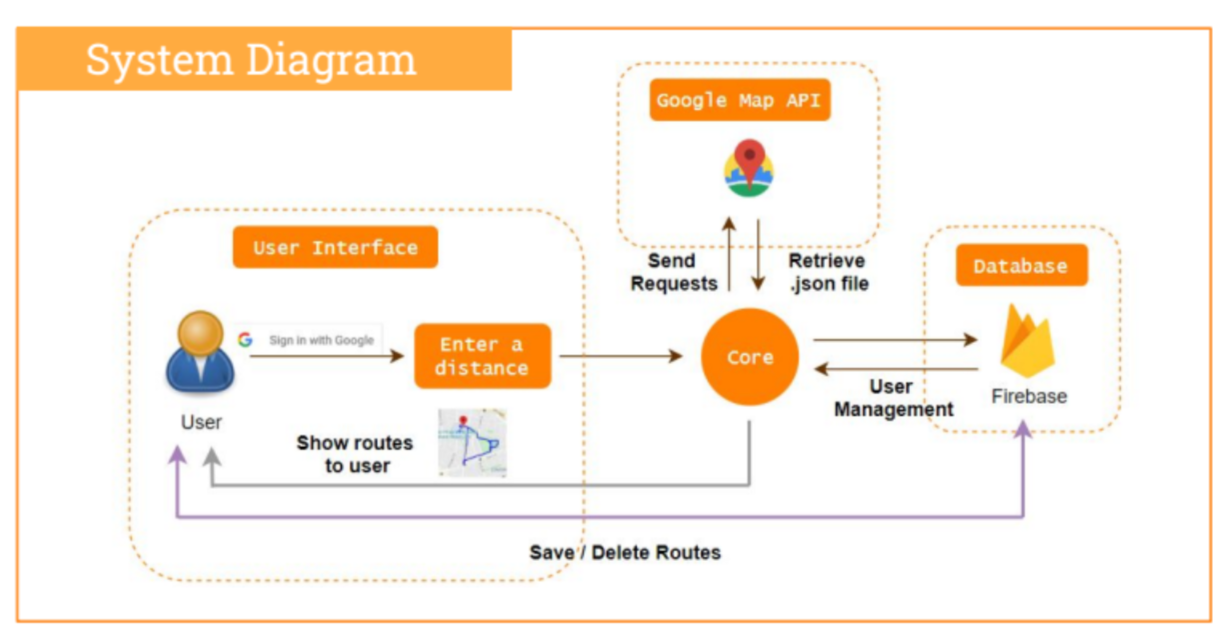 System Diagram
Google Map API
User Interface
Send
Requests
Retrieve
.json file
Database
Sign in with Google
Enter a
distance
Core
User
Management
Firebase
User
Show routes
to user
Save / Delete Routes